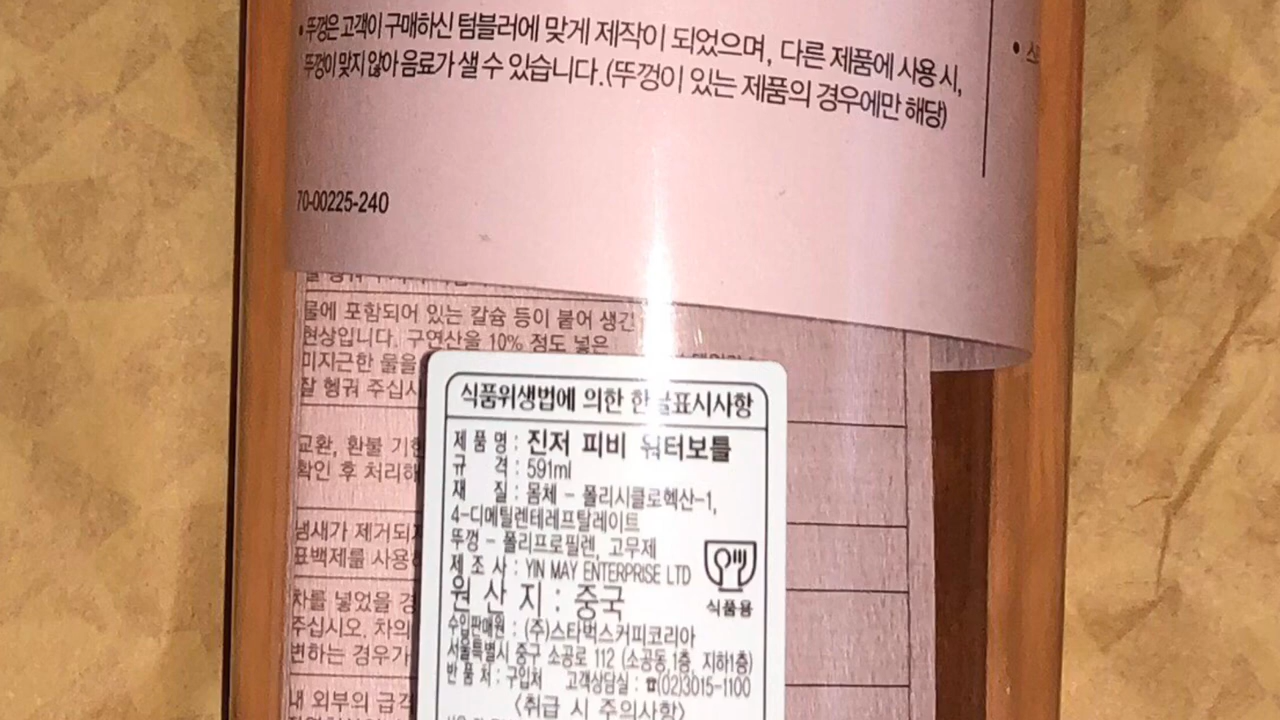 • 뚜껑은 고객이 구매하신 텀블러에 맞게 제작이 되었으며, 다른 제품에 사용 시,
뚜껑이 맞지 않아 음료가 샐 수 있습니다.(뚜껑이 있는 제품의 경우에만 해당)
• 스
70-00225-240
물에 포함되어 있는 칼슘 등이 붙어 생긴
현상입니다. 구연산을 10% 정도 넣은
미지근한 물을
잘 헹궈 주십시
교환, 환불 기한
확인 후 처리해
냄새가 제거되지
표백제를 사용
차를 넣었을 경
주십시오. 차의
변하는 경우가
내 외부의 급격
식품위생법에 의한 한글표시사항
제 품 명 : 진저 피비 워터보틀
규 격 : 591ml
재 질 : 몸체 - 폴리시클로헥산-1,
4-디메틸렌테레프탈레이트
뚜껑 - 폴리프로필렌, 고무제
제 조 사 : YIN MAY ENTERPRISE LTD
식품용
원 산 지 : 중국
수입판매원 : (주)스타벅스커피코리아
서울특별시 중구 소공로 112 (소공동,1층, 지하1층)
반 품 처 : 구입처 고객상담실 : ☎(02)3015-1100
<취급 시 주의사항>